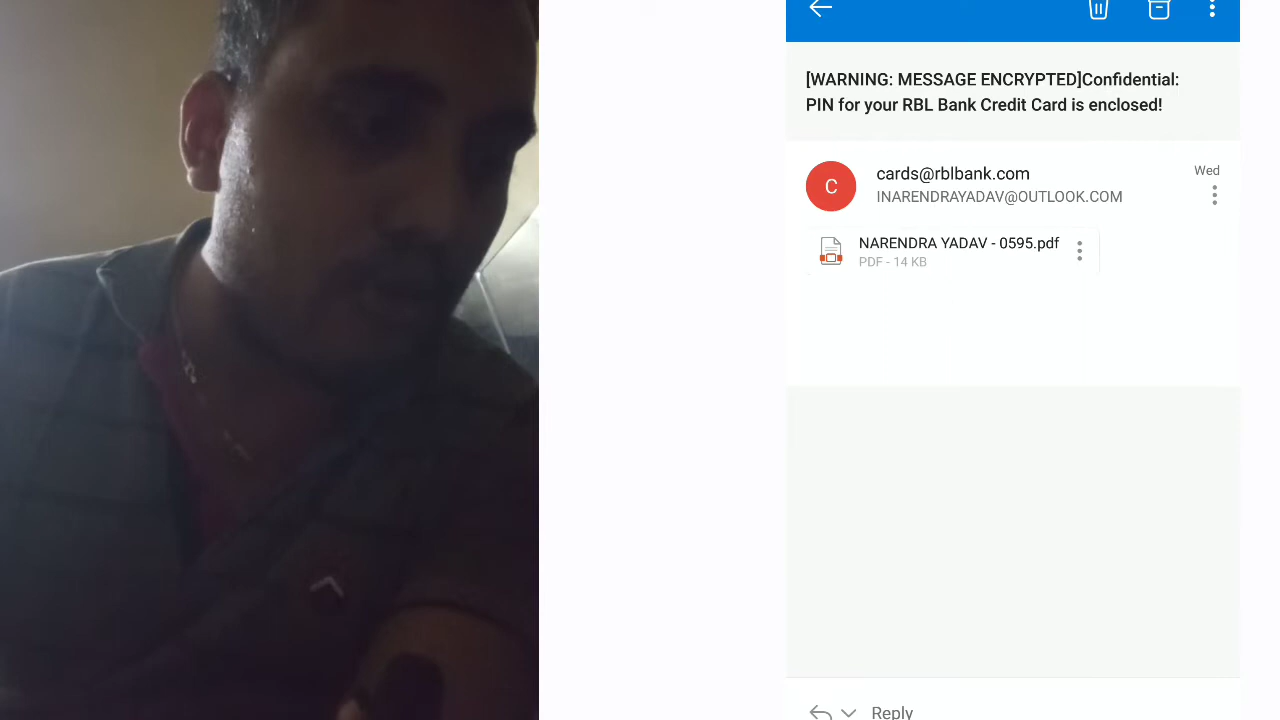 [WARNING: MESSAGE ENCRYPTED]Confidential:
PIN for your RBL Bank Credit Card is enclosed!
C
cards@rblbank.com
Wed
INARENDRAYADAV@OUTLOOK.COM
NARENDRA YADAV - 0595.pdf
PDF - 14 KB
Reply